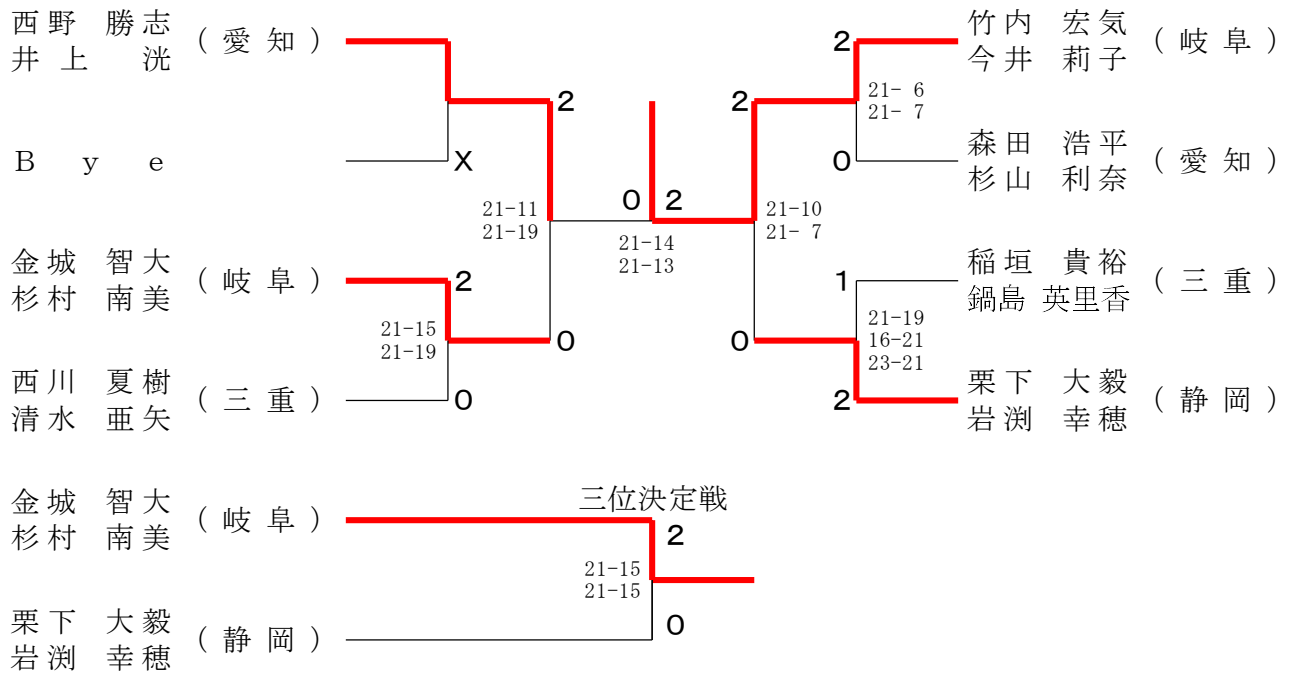 西野 勝志
井上 洸
(愛知)
Bye
金城 智大
杉村 南美
(岐阜)
西川 夏樹
清水 亜矢
(三重)
2
X
2
0
21-15
21-19
21-11
21-19
0
0 2
21-14
21-13
2
21-10
21- 7
0
2
21- 6
21- 7
0
1
21-19
16-21
23-21
2
竹内 宏気
今井 莉子
(岐阜)
森田 浩平
杉山 利奈
(愛知)
稲垣 貴裕
鍋島 英里香
(三重)
栗下 大毅
岩渕 幸穂
(静岡)
三位決定戦
金城 智大
杉村 南美
(岐阜)
2
21-15
21-15
0
栗下 大毅
岩渕 幸穂
(静岡)